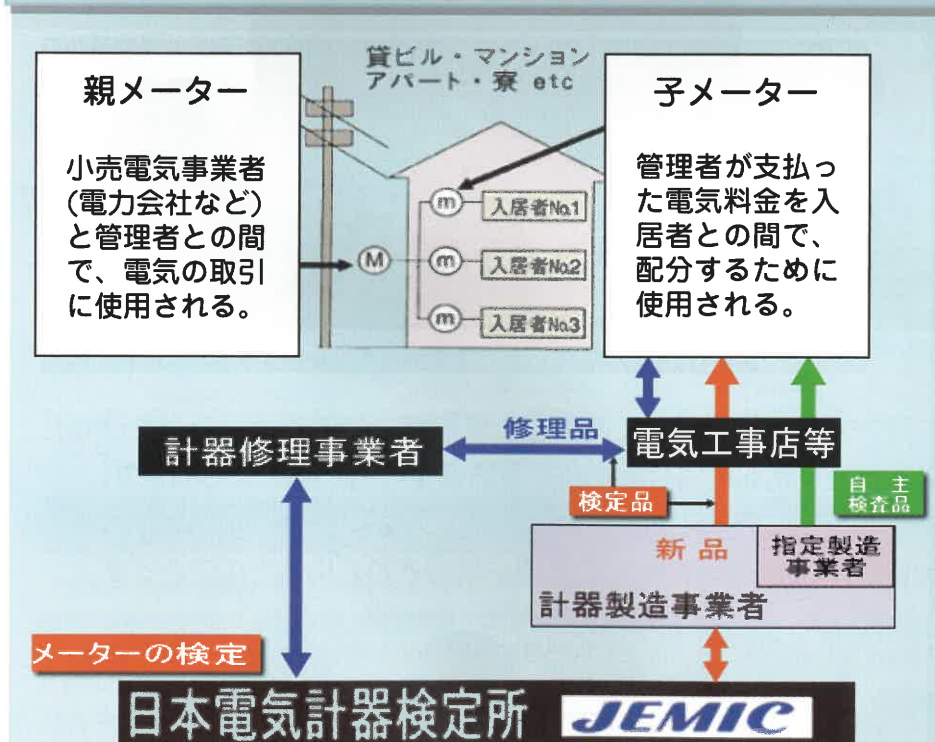 貸ビル・マンション
アパート・寮 etc
親メーター
小売電気事業者
(電力会社など)
と管理者との間
で、電気の取引
に使用される。
子メーター
管理者が支払っ
た電気料金を入
居者との間で、
配分するために
使用される。
m 入居者No.1
M m 入居者No.2
m 入居者No.3
計器修理事業者
修理品
電気工事店等
検定品
自 主
検査品
新品
指定製造
事業者
計器製造事業者
メーターの検定
日本電気計器検定所 JEMIC